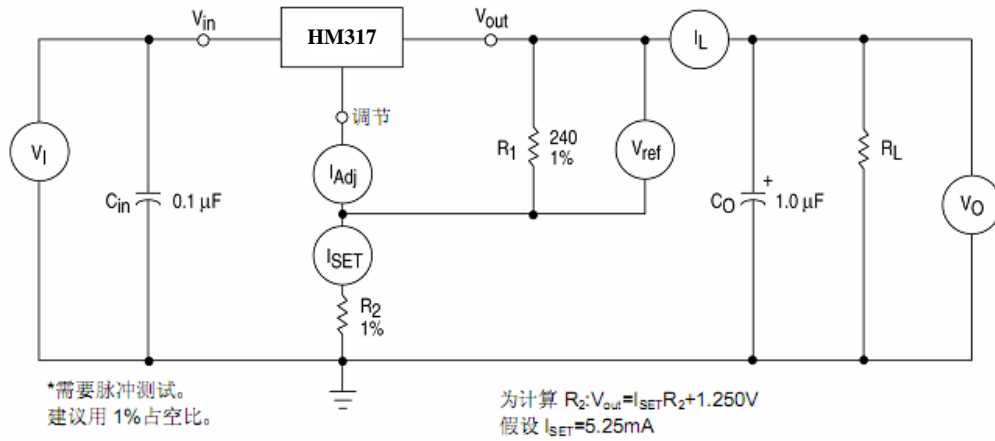 HM317
Vin
Vout
IL
调节
VI
Cin
0.1 μF
IAdj
R1
240
1%
Vref
ISET
R2
1%
CO
+
1.0 μF
RL
VO
*需要脉冲测试。
建议用 1%占空比。
为计算 R2:Vout=ISETR2+1.250V
假设 ISET=5.25mA